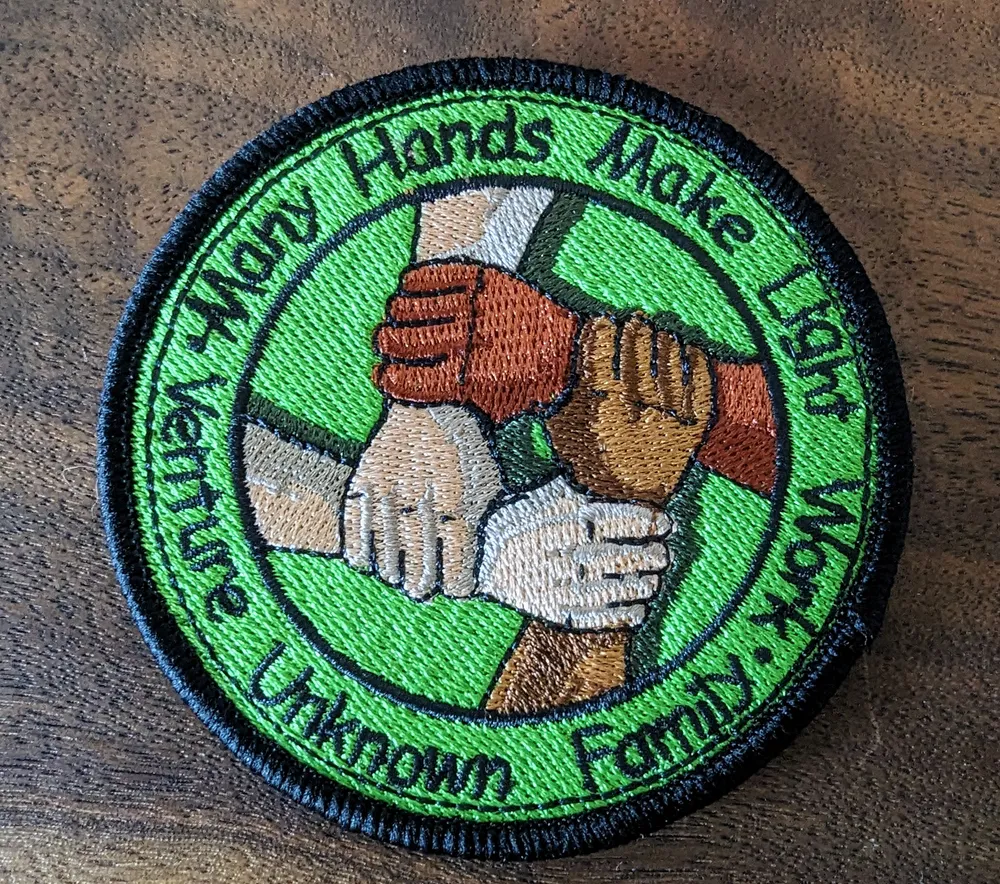 Many Hands Make Light Work
Venture Unknown Family